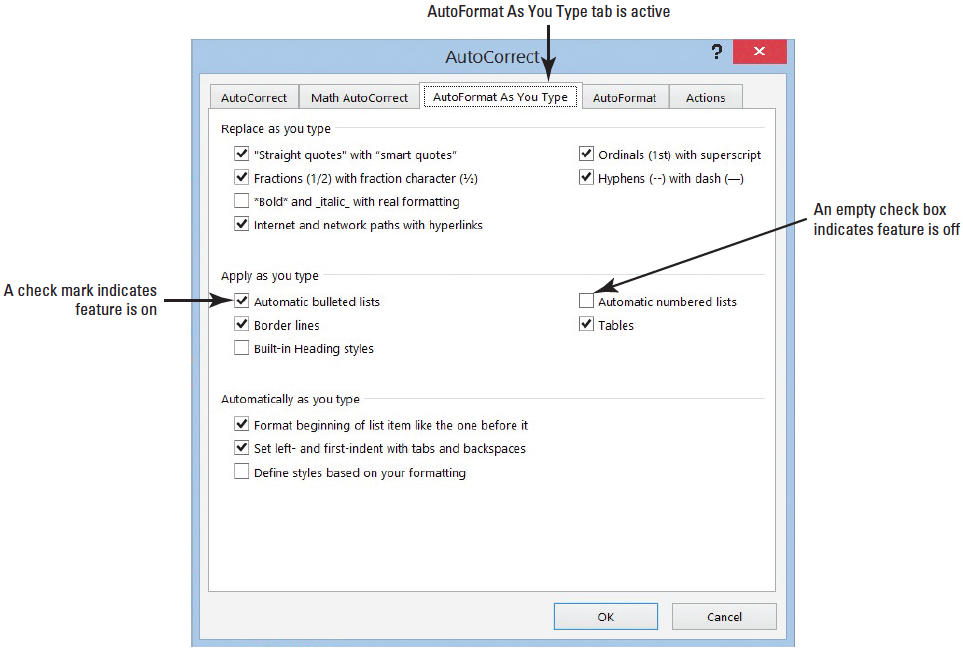 AutoFormat As You Type tab is active
AutoCorrect
?
AutoCorrect Math AutoCorrect AutoFormat As You Type AutoFormat Actions
Replace as you type
"Straight quotes" with “smart quotes”
Ordinals (1st) with superscript
Fractions (1/2) with fraction character (½)
Hyphens (--) with dash (—)
*Bold* and _italic_ with real formatting
Internet and network paths with hyperlinks
An empty check box
indicates feature is off
Apply as you type
A check mark indicates
feature is on
Automatic bulleted lists
Automatic numbered lists
Border lines
Tables
Built-in Heading styles
Automatically as you type
Format beginning of list item like the one before it
Set left- and first-indent with tabs and backspaces
Define styles based on your formatting
OK Cancel